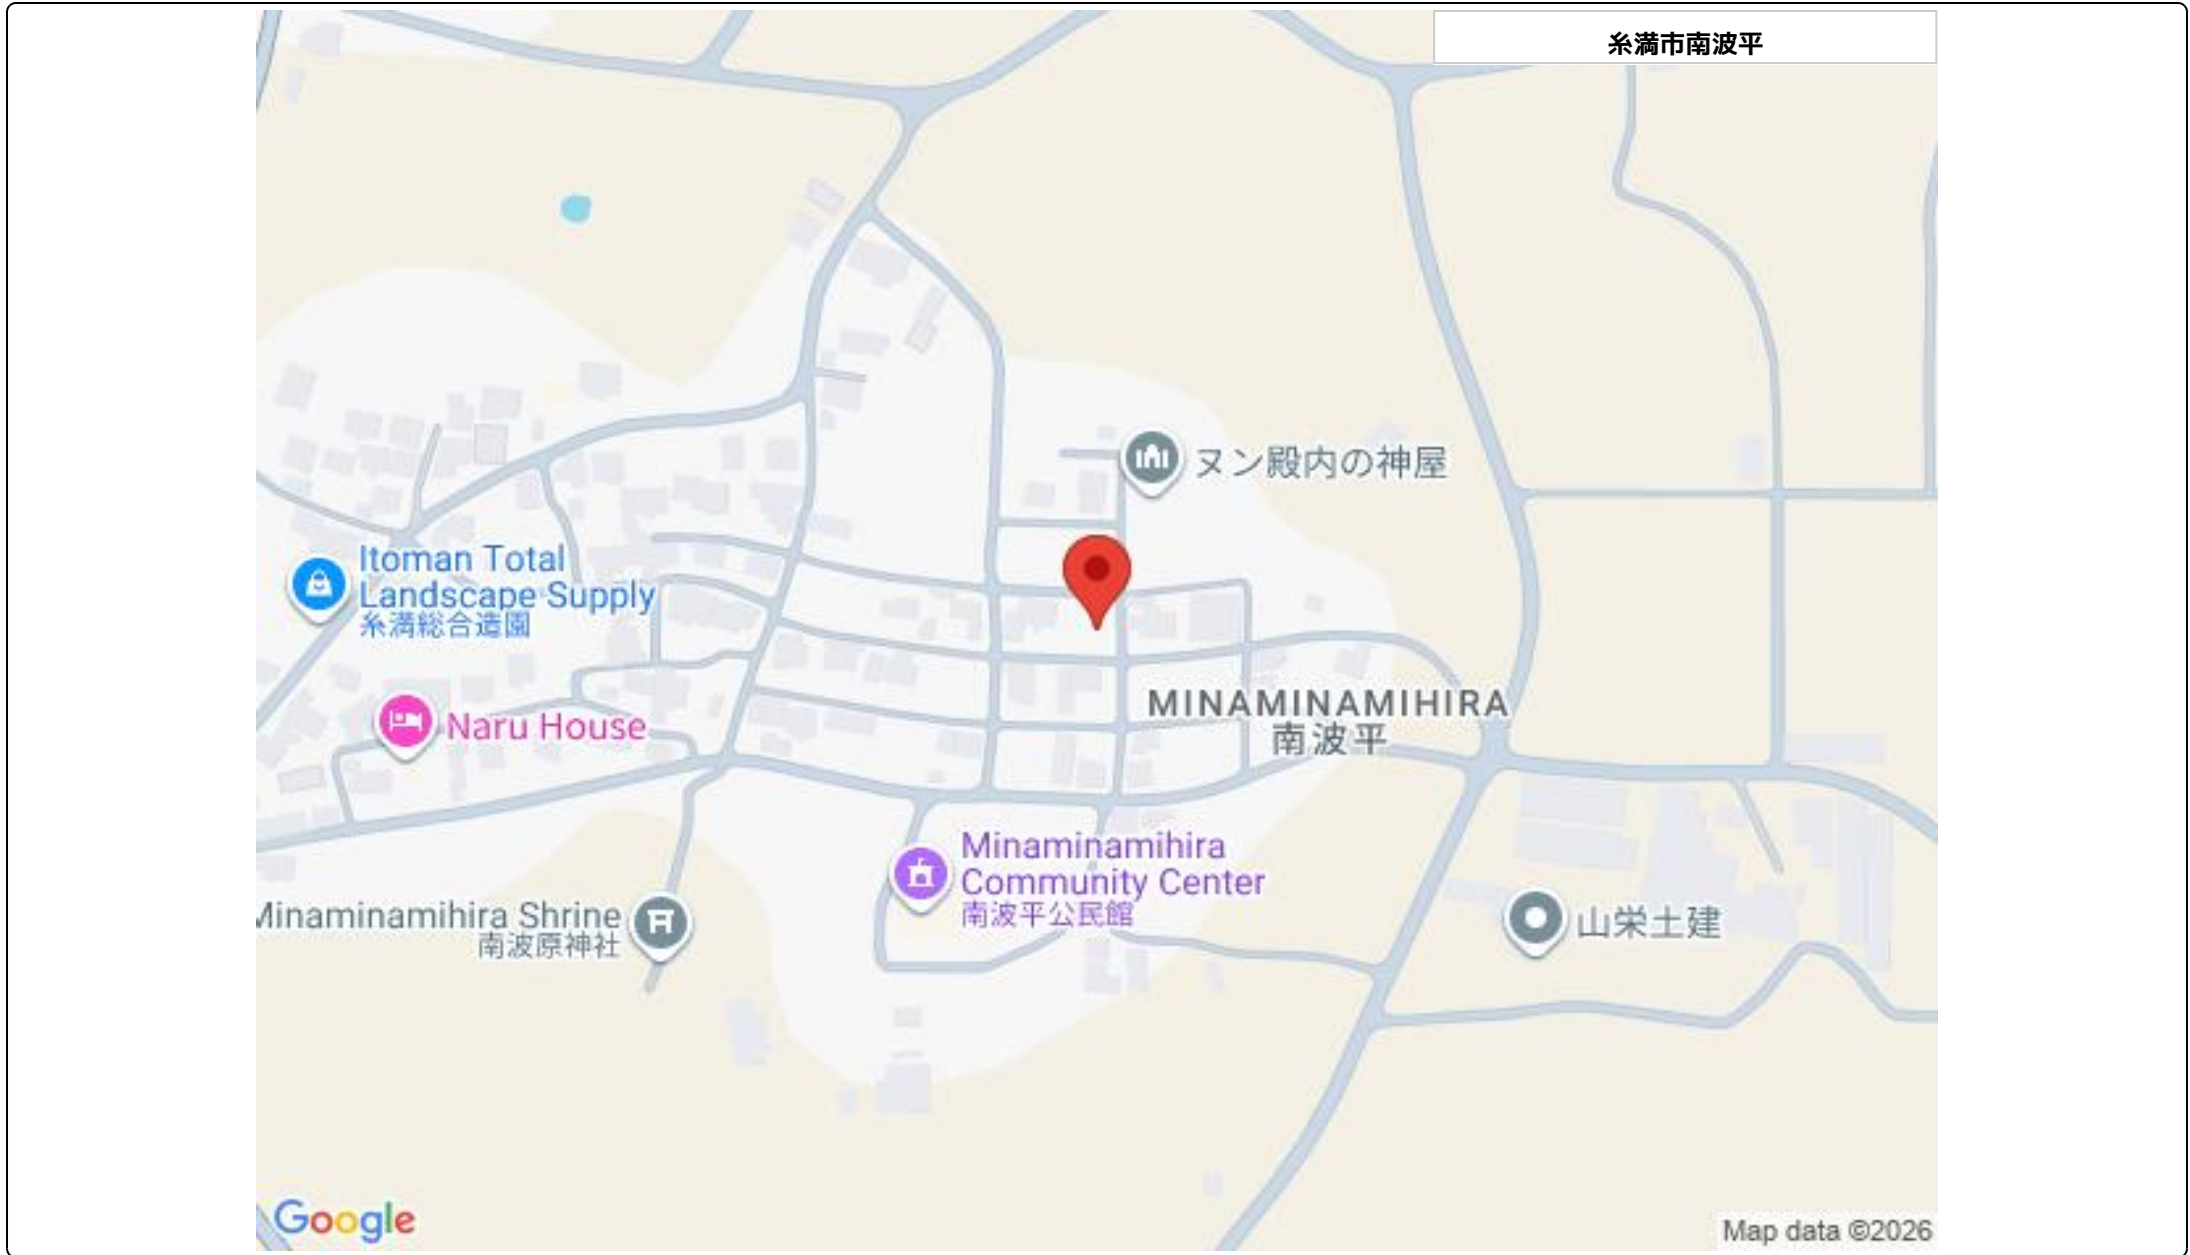 糸満市南波平
ヌン殿内の神屋
Itoman Total
Landscape Supply
糸満総合造園
Naru House
MINAMINAMIHIRA
南波平
Minaminamihira
Community Center
南波平公民館
Minaminamihira Shrine
南波原神社
山栄土建
Google
Map data ©2026